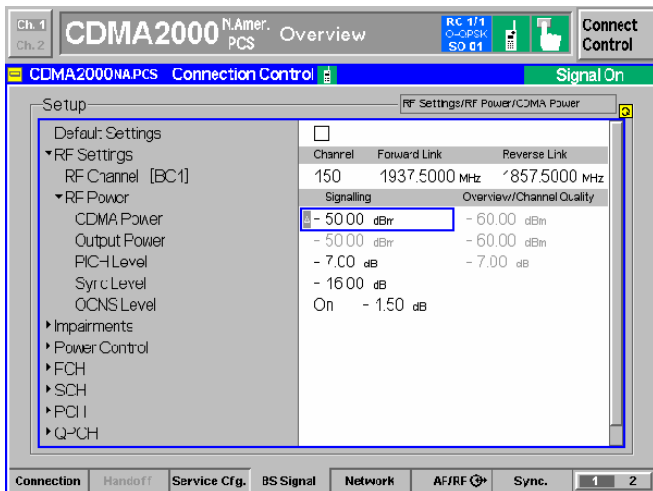 Ch. 1
Ch. 2
CDMA2000 N.Amer. PCS Overview
RC 1/1
O-QPSK
SO 01
Connect Control
CDMA2000 NA.PCS Connection Control
Signal On
Setup
RF Settings/RF Power/CDMA Power
Default Settings
RF Settings
Channel Forward Link Reverse Link
RF Channel [BC1] 150 1937.5000 MHz 1857.5000 MHz
RF Power Signalling Overview/Channel Quality
CDMA Power - 50.00 dBm - 60.00 dBm
Output Power - 50.00 dBm - 60.00 dBm
PICH Level - 7.00 dB - 7.00 dB
Sync Level - 16.00 dB
OCNS Level On - 1.50 dB
Impairments
Power Control
FCH
SCH
PCH
QPCH
Connection Handoff Service Cfg. BS Signal Network AF/RF Sync. 1 2